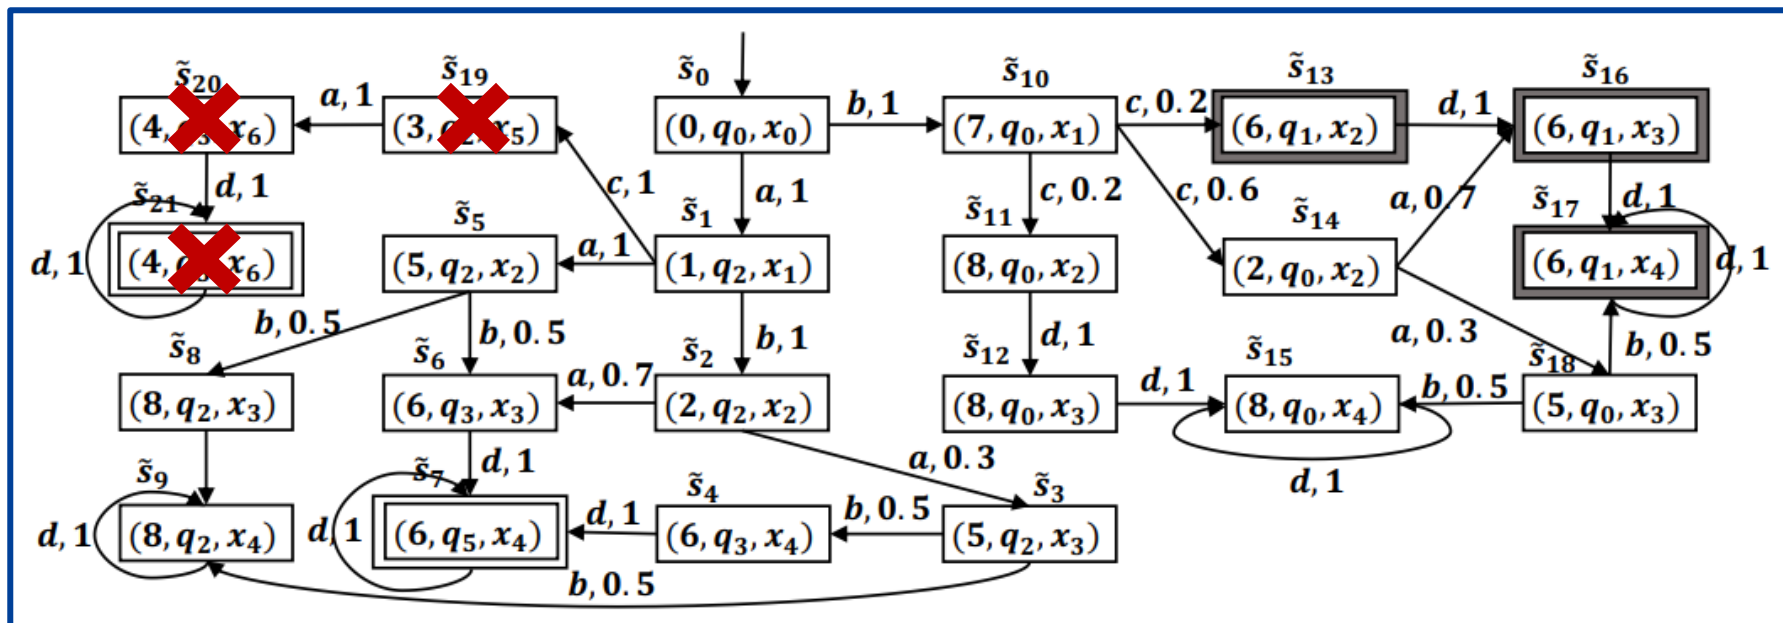 s̃20 s̃19 s̃0 s̃10 s̃13 s̃16
(4, x6) a, 1 (3, x5) (0, q0, x0) b, 1 (7, q0, x1) c, 0.2 (6, q1, x2) d, 1 (6, q1, x3)
d, 1 c, 1 a, 1 c, 0.2 c, 0.6 a, 0.7 d, 1
s̃21 s̃5 s̃1 s̃11 s̃14 s̃17
d, 1 (4, x6) (5, q2, x2) a, 1 (1, q2, x1) (8, q0, x2) (2, q0, x2) (6, q1, x4) d, 1
b, 0.5 b, 0.5 b, 1 d, 1 a, 0.3 b, 0.5
s̃8 s̃6 s̃2 s̃12 s̃15 s̃18
(8, q2, x3) (6, q3, x3) a, 0.7 (2, q2, x2) (8, q0, x3) d, 1 (8, q0, x4) b, 0.5 (5, q0, x3)
d, 1 a, 0.3 d, 1
s̃9 s̃7 s̃4 s̃3
d, 1 (8, q2, x4) d, 1 (6, q5, x4) d, 1 (6, q3, x4) b, 0.5 (5, q2, x3)
b, 0.5